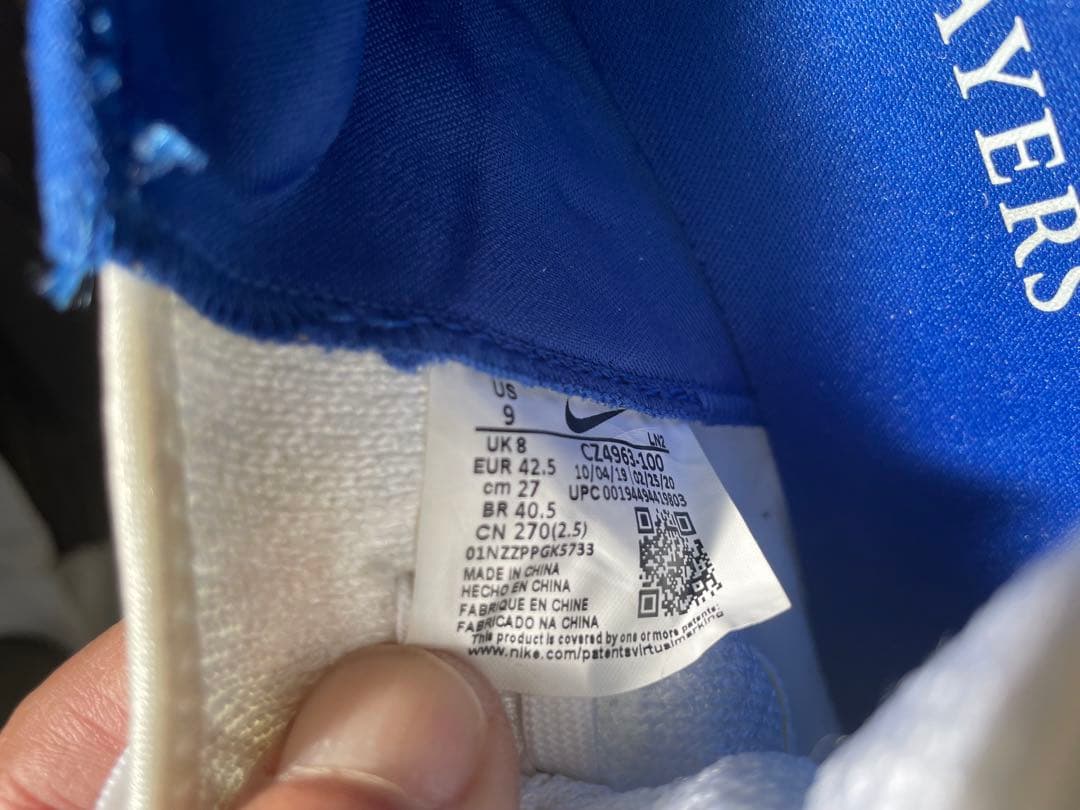 AYERS
US
9
LN2
UK 8
CZ4963-100
EUR 42.5
10/04/19 02/25/20
cm 27
UPC 00194494419803
BR 40.5
CN 270(2.5)
01NZZPPGK5733
MADE IN CHINA
HECHO EN CHINA
FABRIQUE EN CHINE
FABRICADO NA CHINA
This product is covered by one or more patents:
www.nike.com/patentsvirtualmarking